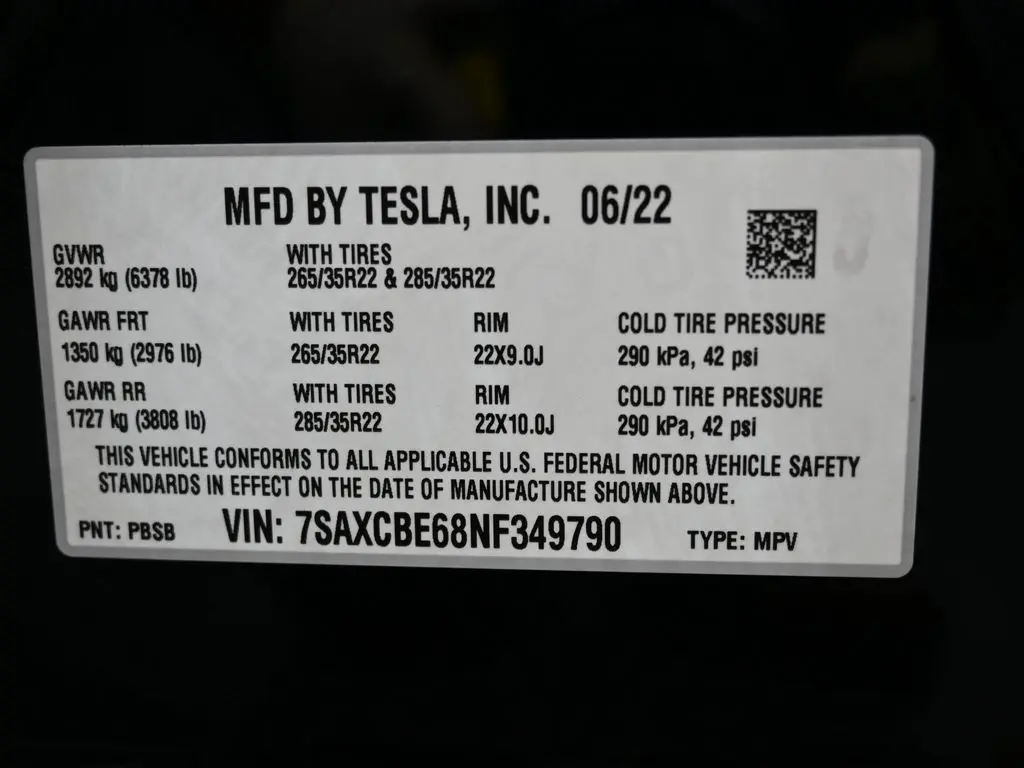 MFD BY TESLA, INC. 06/22
GVWR WITH TIRES
2892 kg (6378 lb) 265/35R22 & 285/35R22
GAWR FRT WITH TIRES RIM COLD TIRE PRESSURE
1350 kg (2976 lb) 265/35R22 22X9.0J 290 kPa, 42 psi
GAWR RR WITH TIRES RIM COLD TIRE PRESSURE
1727 kg (3808 lb) 285/35R22 22X10.0J 290 kPa, 42 psi
THIS VEHICLE CONFORMS TO ALL APPLICABLE U.S. FEDERAL MOTOR VEHICLE SAFETY
STANDARDS IN EFFECT ON THE DATE OF MANUFACTURE SHOWN ABOVE.
PNT: PBSB VIN: 7SAXCBE68NF349790 TYPE: MPV